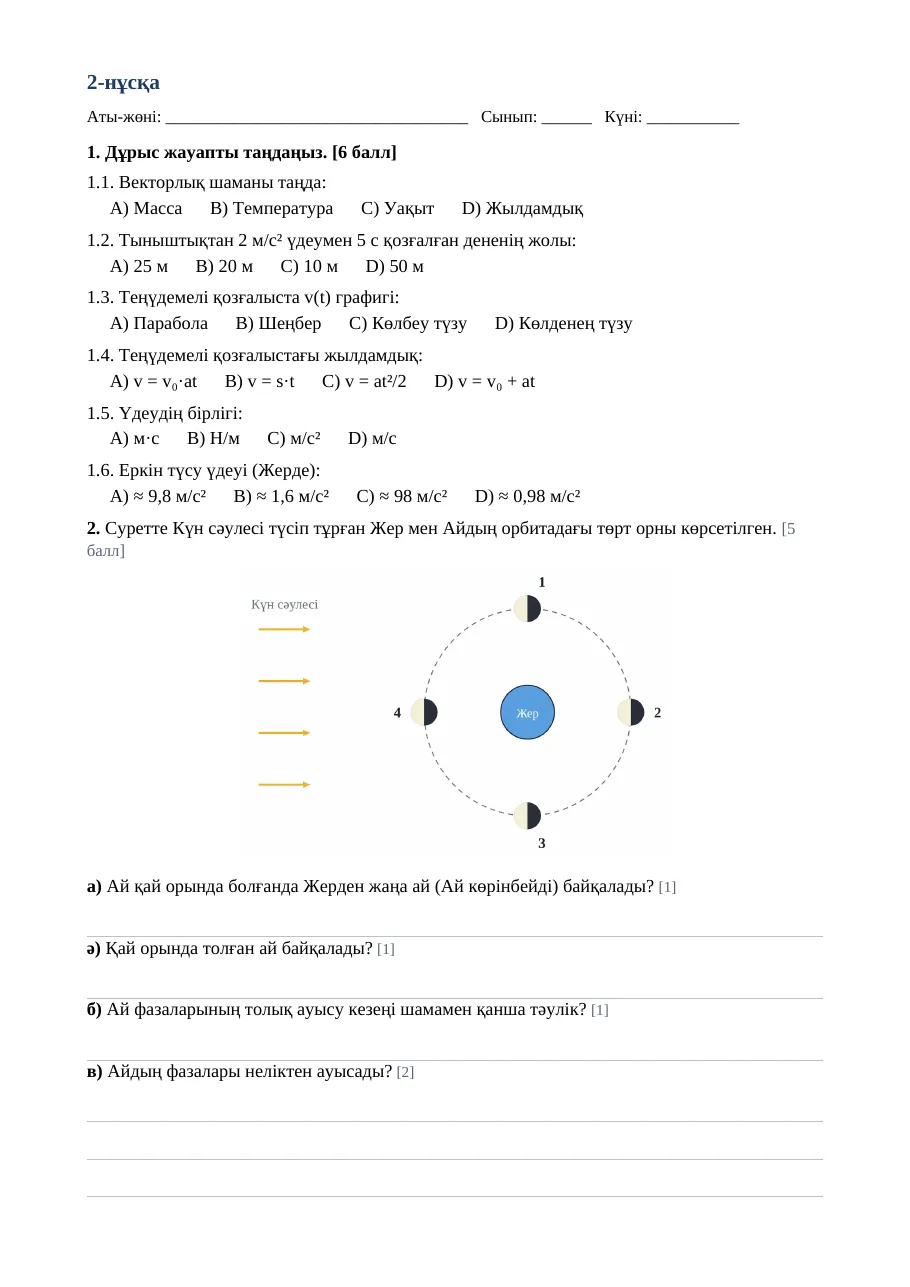 2-нұсқа
Аты-жөні: ____________________________________ Сынып: ______ Күні: ___________
1. Дұрыс жауапты таңдаңыз. [6 балл]
1.1. Векторлық шаманы таңда:
A) Масса B) Температура C) Уақыт D) Жылдамдық
1.2. Тыныштықтан 2 м/с² үдеумен 5 с қозғалған дененің жолы:
A) 25 м B) 20 м C) 10 м D) 50 м
1.3. Теңүдемелі қозғалыста v(t) графигі:
A) Парабола B) Шеңбер C) Көлбеу түзу D) Көлденең түзу
1.4. Теңүдемелі қозғалыстағы жылдамдық:
A) v = v₀·at B) v = s·t C) v = at²/2 D) v = v₀ + at
1.5. Үдеудің бірлігі:
A) м·с B) Н/м C) м/с² D) м/с
1.6. Еркін түсу үдеуі (Жерде):
A) ≈ 9,8 м/с² B) ≈ 1,6 м/с² C) ≈ 98 м/с² D) ≈ 0,98 м/с²
2. Суретте Күн сәулесі түсіп тұрған Жер мен Айдың орбитадағы төрт орны көрсетілген. [5
балл]
1
Күн сәулесі
4 Жер 2
3
а) Ай қай орында болғанда Жерден жаңа ай (Ай көрінбейді) байқалады? [1]
ә) Қай орында толған ай байқалады? [1]
б) Ай фазаларының толық ауысу кезеңі шамамен қанша тәулік? [1]
в) Айдың фазалары неліктен ауысады? [2]